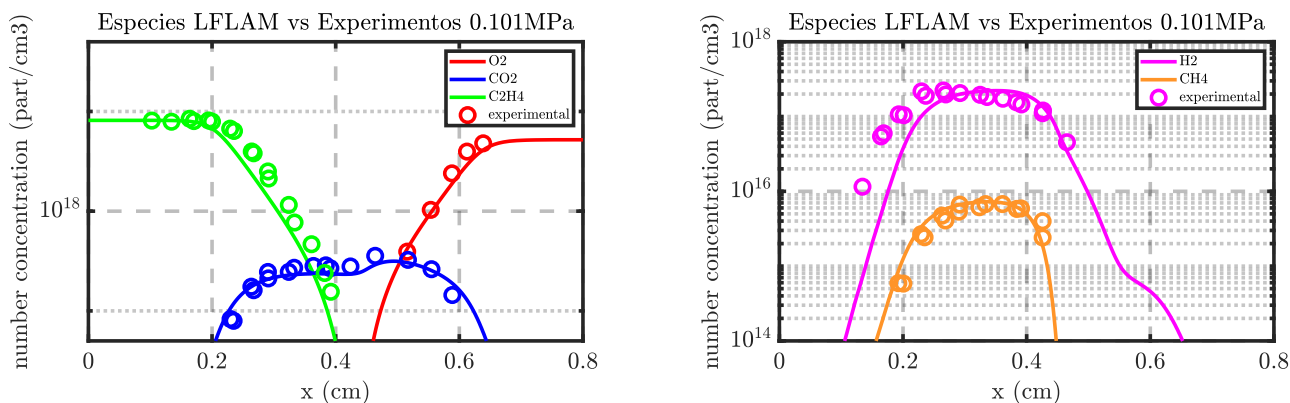 Especies LFLAM vs Experimentos 0.101MPa
number concentration (part/cm3)
10^18
O2
CO2
C2H4
experimental
0
0.2
0.4
0.6
0.8
x (cm)
Especies LFLAM vs Experimentos 0.101MPa
number concentration (part/cm3)
10^18
10^16
10^14
H2
CH4
experimental
0
0.2
0.4
0.6
0.8
x (cm)